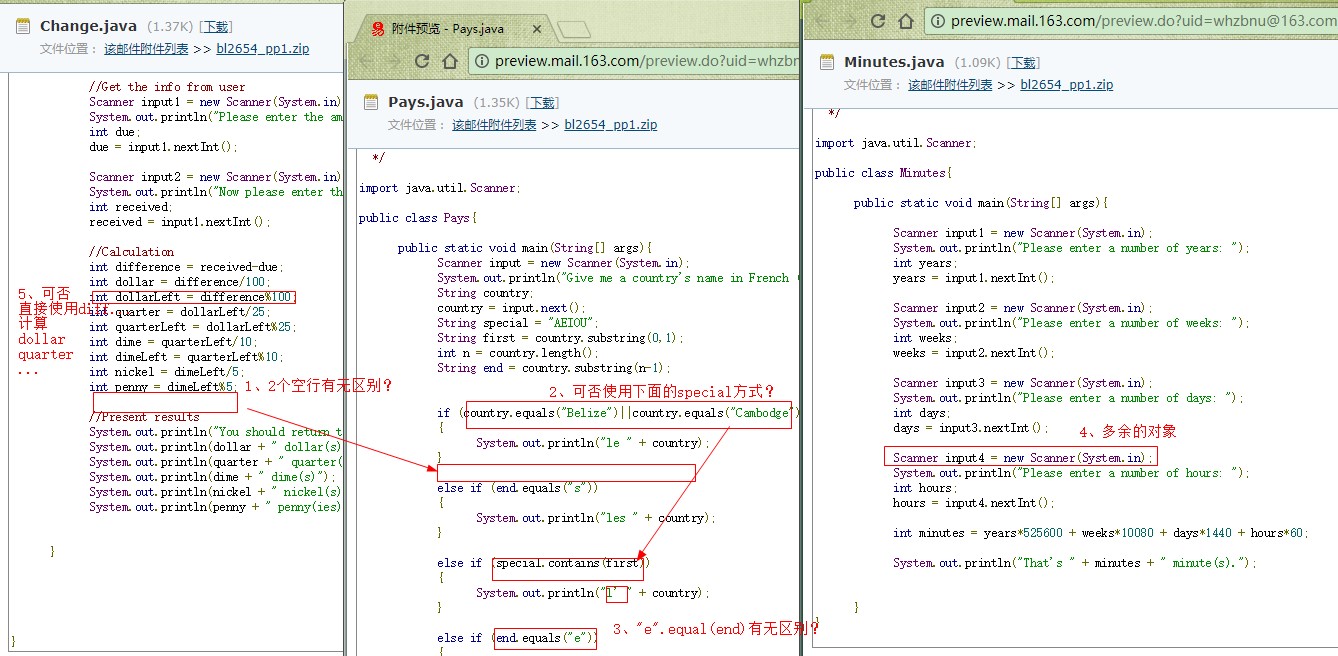 Change.java (1.37K) [下载]
文件位置： 该邮件附件列表 >> bl2654_pp1.zip
//Get the info from user
Scanner input1 = new Scanner(System.in)
System.out.println("Please enter the am
int due;
due = input1.nextInt();
Scanner input2 = new Scanner(System.in)
System.out.println("Now please enter th
int received;
received = input1.nextInt();
//Calculation
int difference = received-due;
int dollar = difference/100;
int dollarLeft = difference%100;
int quarter = dollarLeft/25;
int quarterLeft = dollarLeft%25;
int dime = quarterLeft/10;
int dimeLeft = quarterLeft%10;
int nickel = dimeLeft/5;
int penny = dimeLeft%5;
//Present results
System.out.println("You should return t
System.out.println(dollar + " dollar(s)
System.out.println(quarter + " quarter(
System.out.println(dime + " dime(s)");
System.out.println(nickel + " nickel(s)
System.out.println(penny + " penny(ies)
}
}
5、可否
直接使用diff.
计算
dollar
quarter
...
1、2个空行有无区别？
附件预览 - Pays.java
preview.mail.163.com/preview.do?uid=whzbn
Pays.java (1.35K) [下载]
文件位置： 该邮件附件列表 >> bl2654_pp1.zip
*/
import java.util.Scanner;
public class Pays{
public static void main(String[] args){
Scanner input = new Scanner(System.in);
System.out.println("Give me a country's name in French
String country;
country = input.next();
String special = "AEIOU";
String first = country.substring(0,1);
int n = country.length();
String end = country.substring(n-1);
2、可否使用下面的special方式？
if (country.equals("Belize")||country.equals("Cambodge")
{
System.out.println("le " + country);
}
else if (end.equals("s"))
{
System.out.println("les " + country);
}
else if (special.contains(first))
{
System.out.println("l' " + country);
}
else if (end.equals("e"))
{
3、"e".equal(end)有无区别？
preview.mail.163.com/preview.do?uid=whzbnu@163.com
Minutes.java (1.09K) [下载]
文件位置： 该邮件附件列表 >> bl2654_pp1.zip
*/
import java.util.Scanner;
public class Minutes{
public static void main(String[] args){
Scanner input1 = new Scanner(System.in);
System.out.println("Please enter a number of years: ");
int years;
years = input1.nextInt();
Scanner input2 = new Scanner(System.in);
System.out.println("Please enter a number of weeks: ");
int weeks;
weeks = input2.nextInt();
Scanner input3 = new Scanner(System.in);
System.out.println("Please enter a number of days: ");
int days;
days = input3.nextInt();
4、多余的对象
Scanner input4 = new Scanner(System.in);
System.out.println("Please enter a number of hours: ");
int hours;
hours = input4.nextInt();
int minutes = years*525600 + weeks*10080 + days*1440 + hours*60;
System.out.println("That's " + minutes + " minute(s).");
}
}